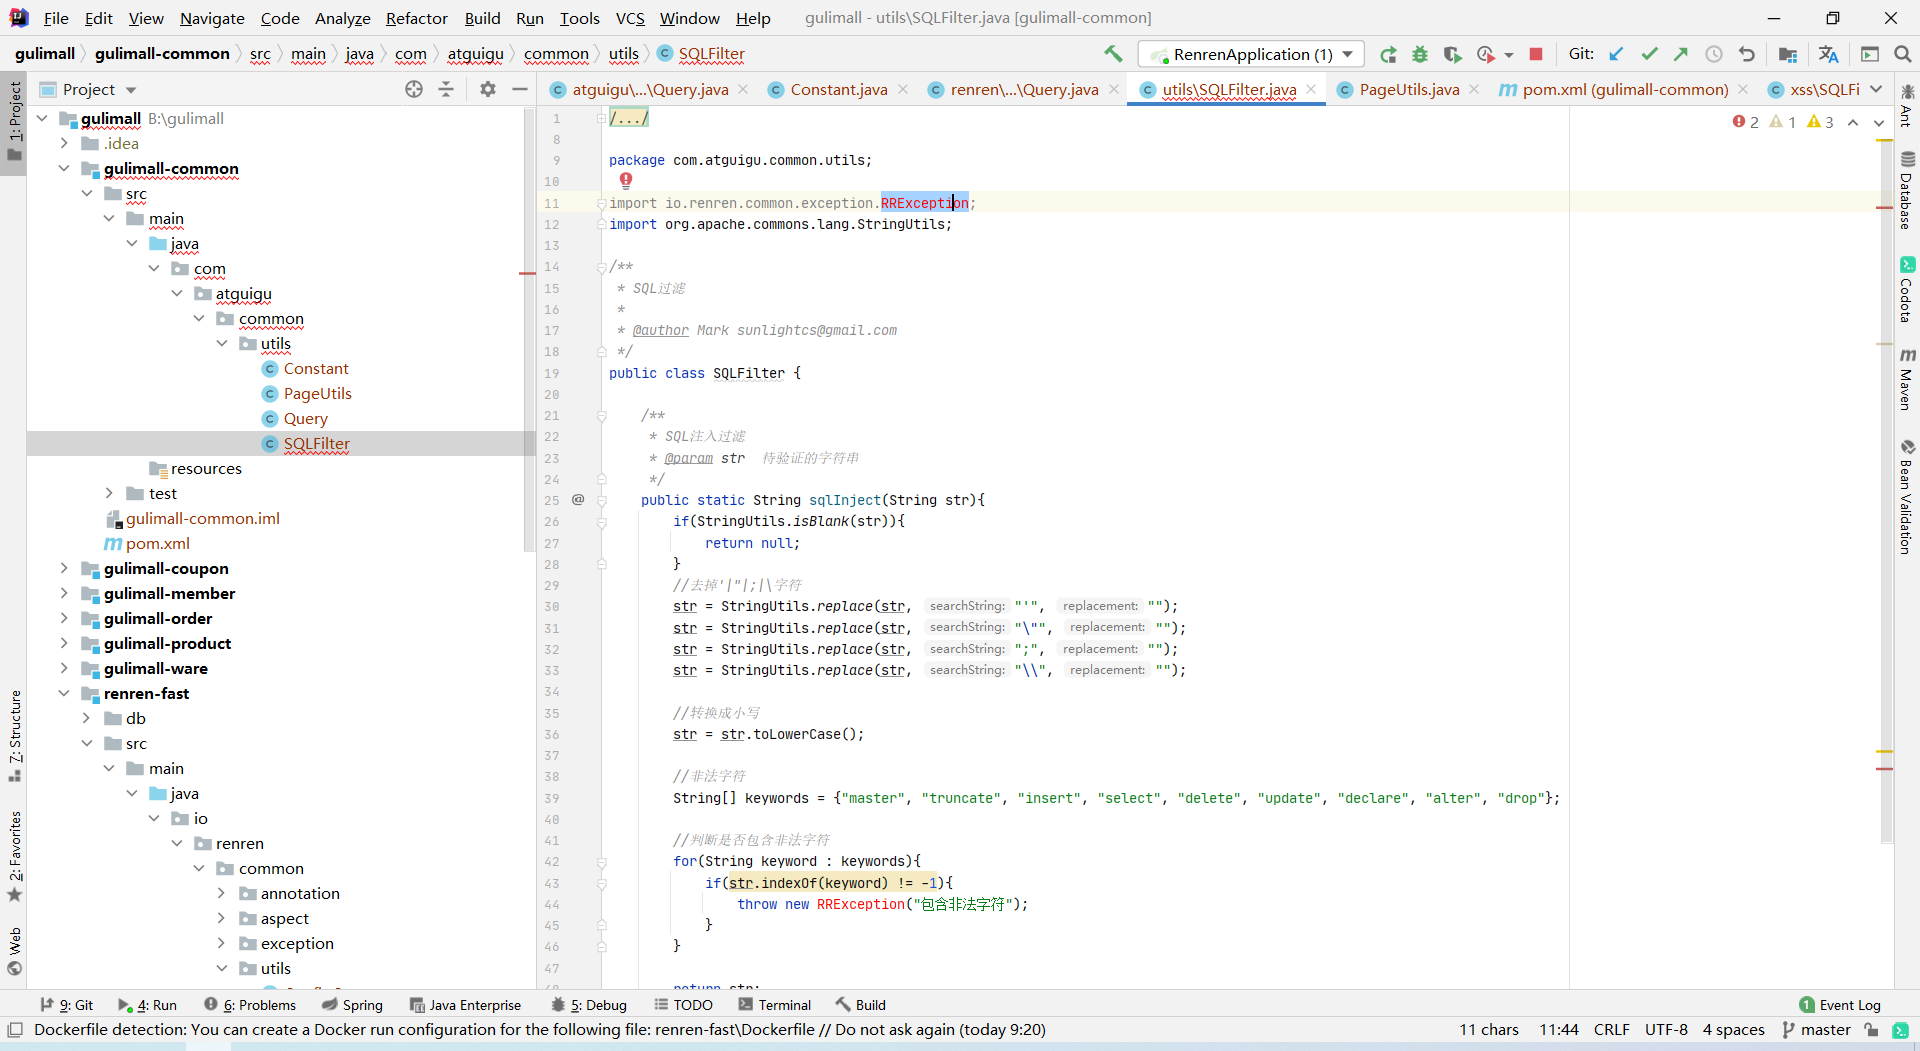 File Edit View Navigate Code Analyze Refactor Build Run Tools VCS Window Help gulimall - utils\SQLFilter.java [gulimall-common]
gulimall gulimall-common src main java com atguigu common utils SQLFilter RenrenApplication (1) Git:
Project
atguigu\...\Query.java Constant.java renren\...\Query.java utils\SQLFilter.java PageUtils.java pom.xml (gulimall-common) xss\SQLFi
1: Project
7: Structure
2: Favorites
Web
gulimall B:\gulimall
.idea
gulimall-common
src
main
java
com
atguigu
common
utils
Constant
PageUtils
Query
SQLFilter
resources
test
gulimall-common.iml
pom.xml
gulimall-coupon
gulimall-member
gulimall-order
gulimall-product
gulimall-ware
renren-fast
db
src
main
java
io
renren
common
annotation
aspect
exception
utils
2 1 3
1 /.../
8
9 package com.atguigu.common.utils;
10
11 import io.renren.common.exception.RRException;
12 import org.apache.commons.lang.StringUtils;
13
14 /**
15 * SQL过滤
16 *
17 * @author Mark sunlightcs@gmail.com
18 */
19 public class SQLFilter {
20
21 /**
22 * SQL注入过滤
23 * @param str 待验证的字符串
24 */
25 @ public static String sqlInject(String str){
26 if(StringUtils.isBlank(str)){
27 return null;
28 }
29 //去掉'|"|;|\字符
30 str = StringUtils.replace(str, searchString: "'", replacement: "");
31 str = StringUtils.replace(str, searchString: "\"", replacement: "");
32 str = StringUtils.replace(str, searchString: ";", replacement: "");
33 str = StringUtils.replace(str, searchString: "\\", replacement: "");
34
35 //转换成小写
36 str = str.toLowerCase();
37
38 //非法字符
39 String[] keywords = {"master", "truncate", "insert", "select", "delete", "update", "declare", "alter", "drop"};
40
41 //判断是否包含非法字符
42 for(String keyword : keywords){
43 if(str.indexOf(keyword) != -1){
44 throw new RRException("包含非法字符");
45 }
46 }
47
48 return str;
Ant
Database
Codota
Maven
Bean Validation
9: Git 4: Run 6: Problems Spring Java Enterprise 5: Debug TODO Terminal Build 1 Event Log
Dockerfile detection: You can create a Docker run configuration for the following file: renren-fast\Dockerfile // Do not ask again (today 9:20) 11 chars 11:44 CRLF UTF-8 4 spaces master